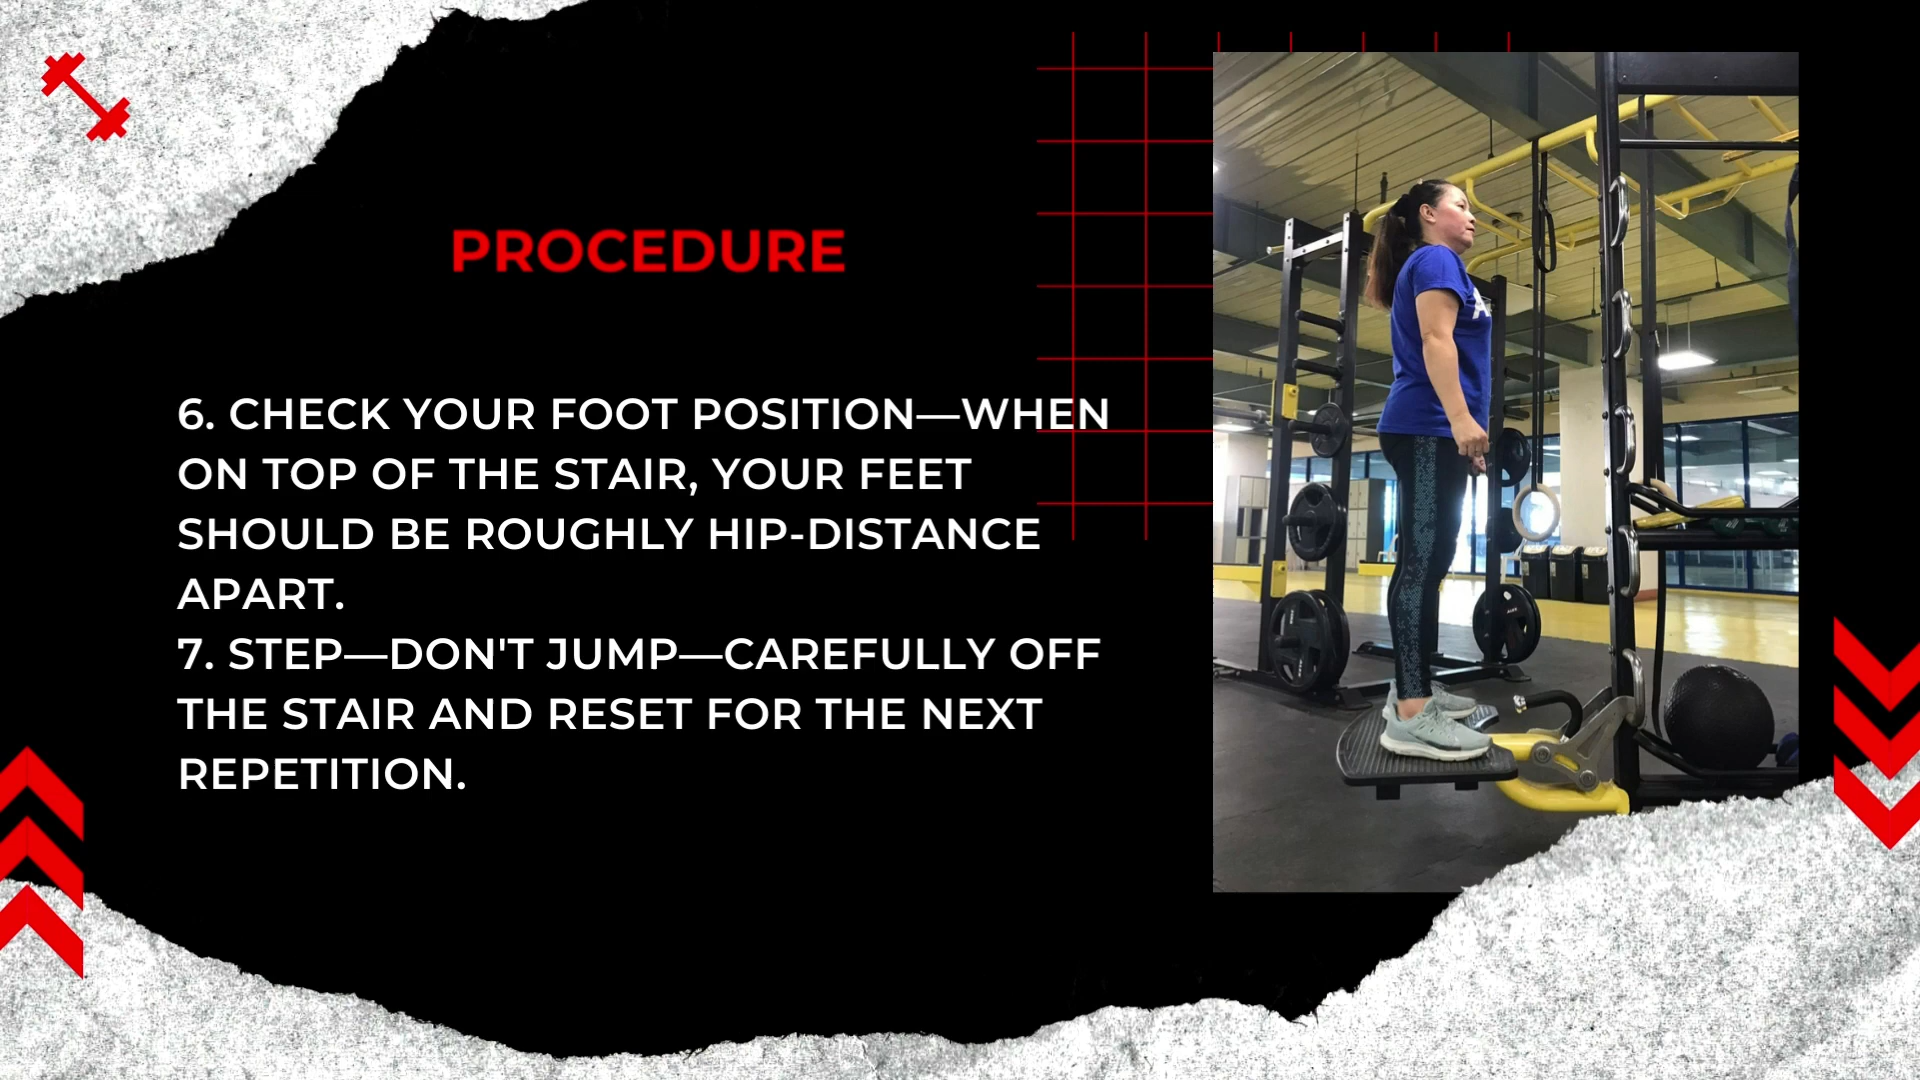 PROCEDURE
6. CHECK YOUR FOOT POSITION—WHEN
ON TOP OF THE STAIR, YOUR FEET
SHOULD BE ROUGHLY HIP-DISTANCE
APART.
7. STEP—DON'T JUMP—CAREFULLY OFF
THE STAIR AND RESET FOR THE NEXT
REPETITION.